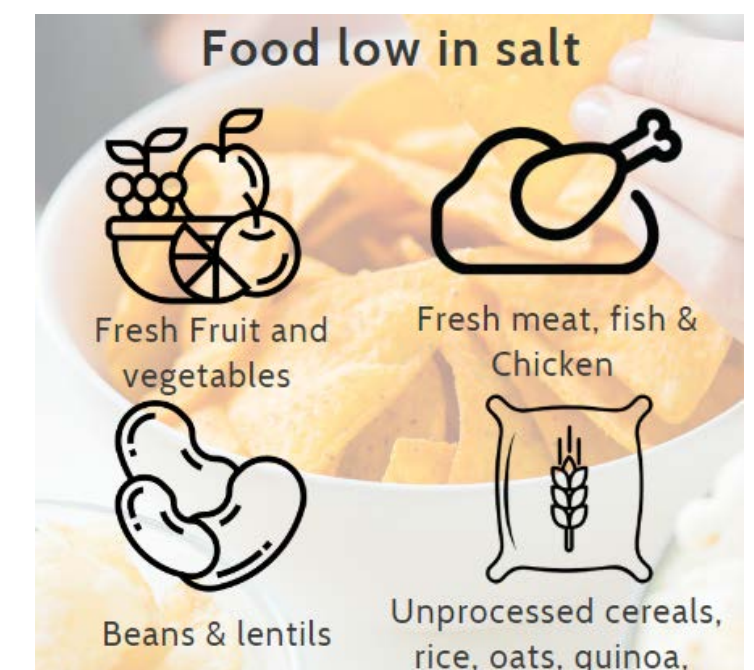 Food low in salt
Fresh Fruit and
vegetables
Fresh meat, fish &
Chicken
Beans & lentils
Unprocessed cereals,
rice, oats, quinoa.